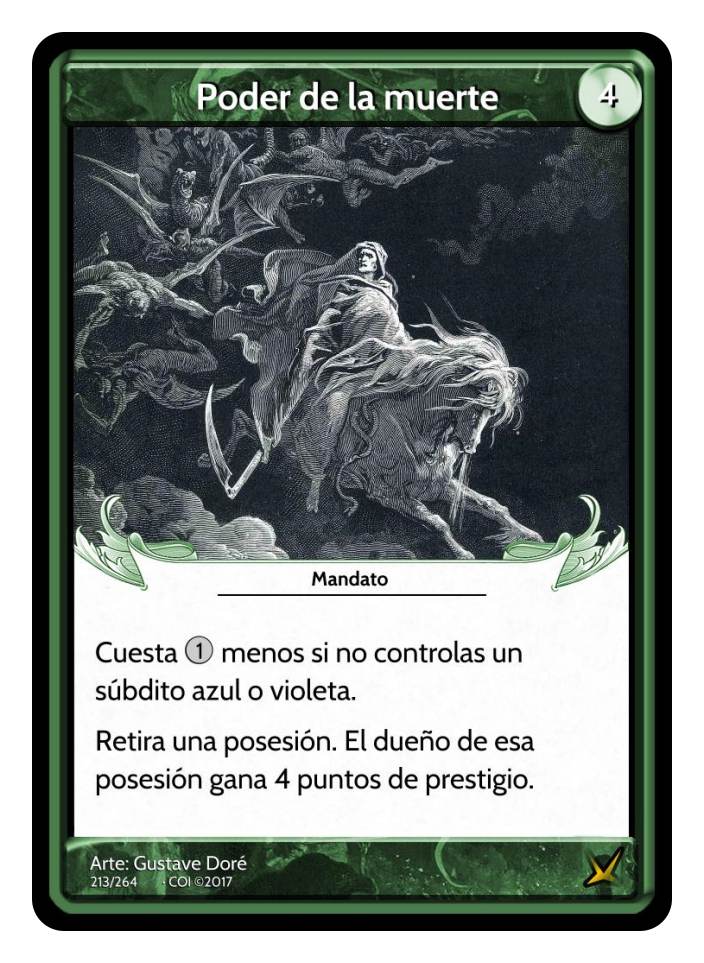 Poder de la muerte
4
Mandato
Cuesta 1 menos si no controlas un
súbdito azul o violeta.
Retira una posesión. El dueño de esa
posesión gana 4 puntos de prestigio.
Arte: Gustave Doré
213/264 · COI ©2017